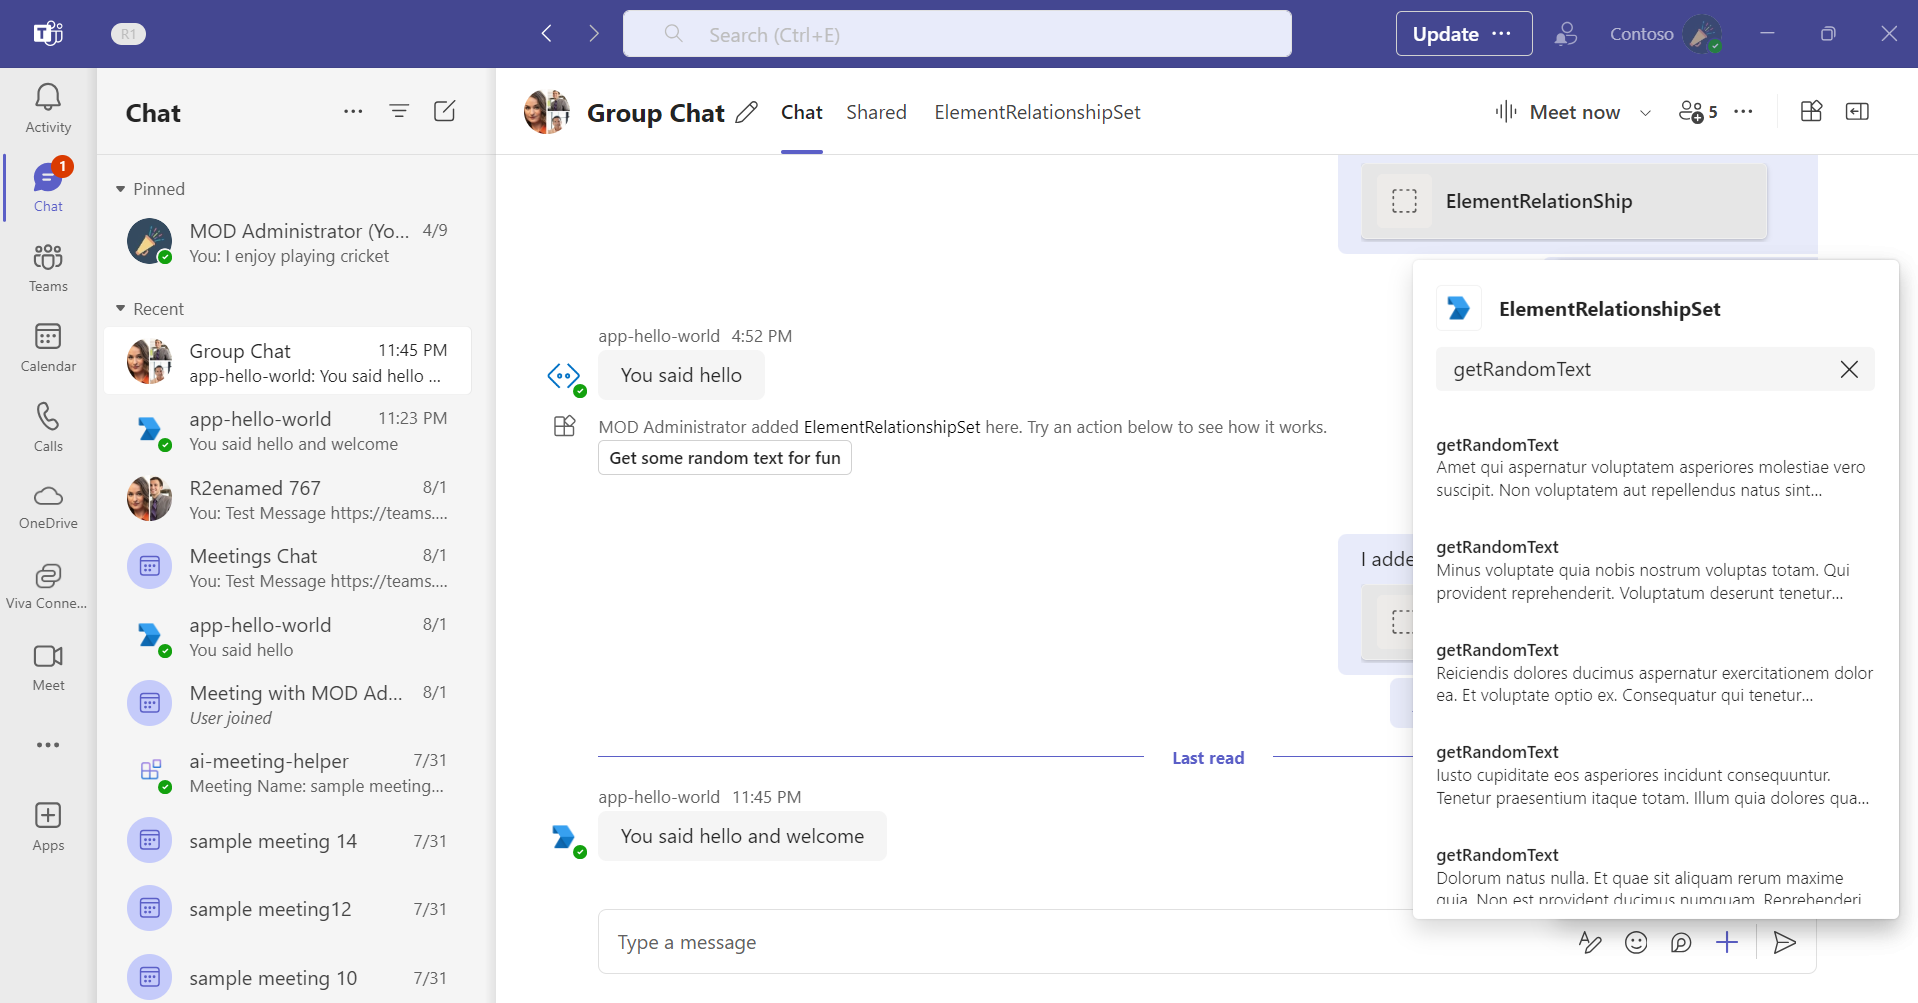 R1
Search (Ctrl+E)
Update
Contoso
Activity
1
Chat
Teams
Calendar
Calls
OneDrive
Viva Conne...
Meet
Apps
Chat
Pinned
MOD Administrator (Yo... 4/9
You: I enjoy playing cricket
Recent
Group Chat 11:45 PM
app-hello-world: You said hello ...
app-hello-world 11:23 PM
You said hello and welcome
R2enamed 767 8/1
You: Test Message https://teams....
Meetings Chat 8/1
You: Test Message https://teams....
app-hello-world 8/1
You said hello
Meeting with MOD Ad... 8/1
User joined
ai-meeting-helper 7/31
Meeting Name: sample meeting...
sample meeting 14 7/31
sample meeting12 7/31
sample meeting 10 7/31
Group Chat
Chat Shared ElementRelationshipSet
Meet now 5
ElementRelationShip
app-hello-world 4:52 PM
You said hello
MOD Administrator added ElementRelationshipSet here. Try an action below to see how it works.
Get some random text for fun
I adde
Last read
app-hello-world 11:45 PM
You said hello and welcome
Type a message
ElementRelationshipSet
getRandomText
getRandomText
Amet qui aspernatur voluptatem asperiores molestiae vero
suscipit. Non voluptatem aut repellendus natus sint...
getRandomText
Minus voluptate quia nobis nostrum voluptas totam. Qui
provident reprehenderit. Voluptatum deserunt tenetur...
getRandomText
Reiciendis dolores ducimus aspernatur exercitationem dolor
ea. Et voluptate optio ex. Consequatur qui tenetur...
getRandomText
Iusto cupiditate eos asperiores incidunt consequuntur.
Tenetur praesentium itaque totam. Illum quia dolores qua...
getRandomText
Dolorum natus nulla. Et quae sit aliquam rerum maxime
quia. Non est provident ducimus numquam. Reprehenderi